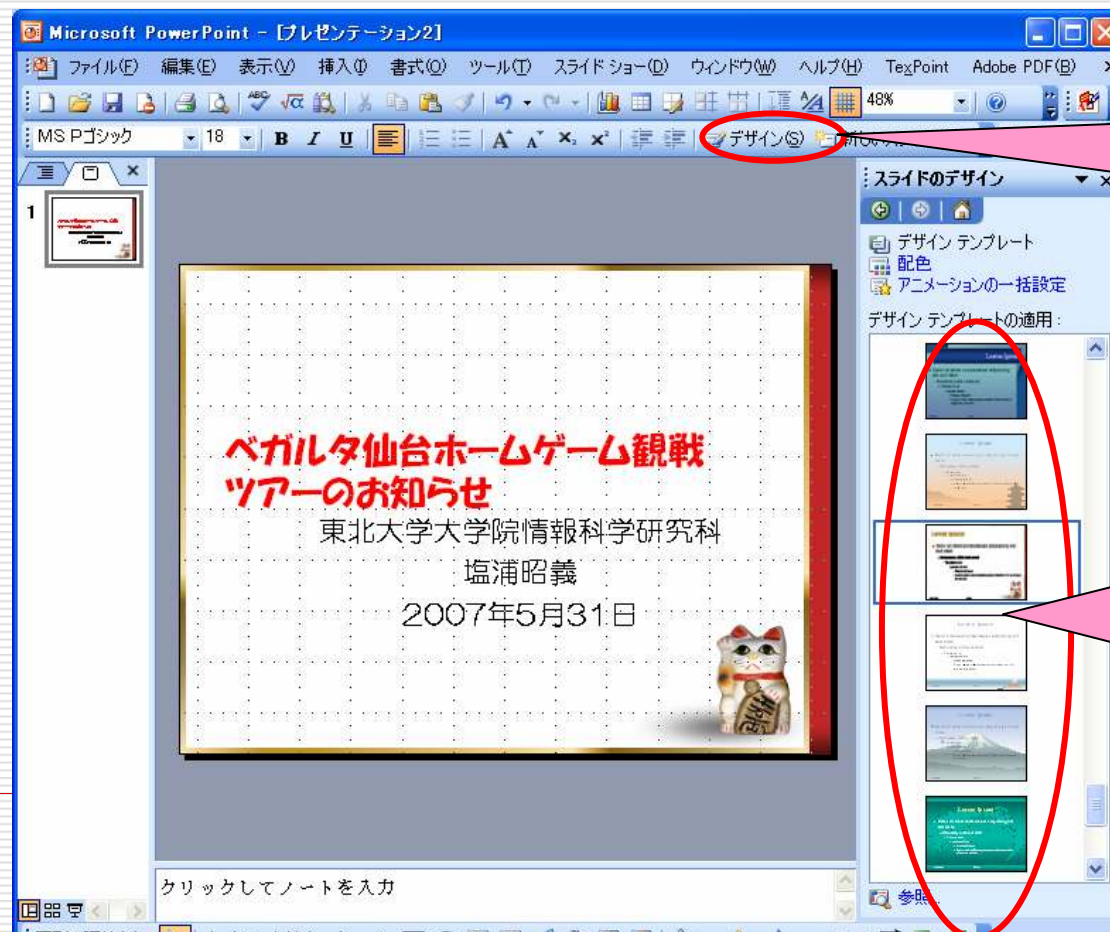 Microsoft PowerPoint - [プレゼンテーション2]
ファイル(F) 編集(E) 表示(V) 挿入(I) 書式(O) ツール(T) スライド ショー(D) ウィンドウ(W) ヘルプ(H) TexPoint Adobe PDF(B)
48%
MS Pゴシック 18 B I U デザイン(S)
スライドのデザイン
1
デザイン テンプレート
配色
アニメーションの一括設定
デザイン テンプレートの適用:
ベガルタ仙台ホームゲーム観戦
ツアーのお知らせ
東北大学大学院情報科学研究科
塩浦昭義
2007年5月31日
クリックしてノートを入力
参照...